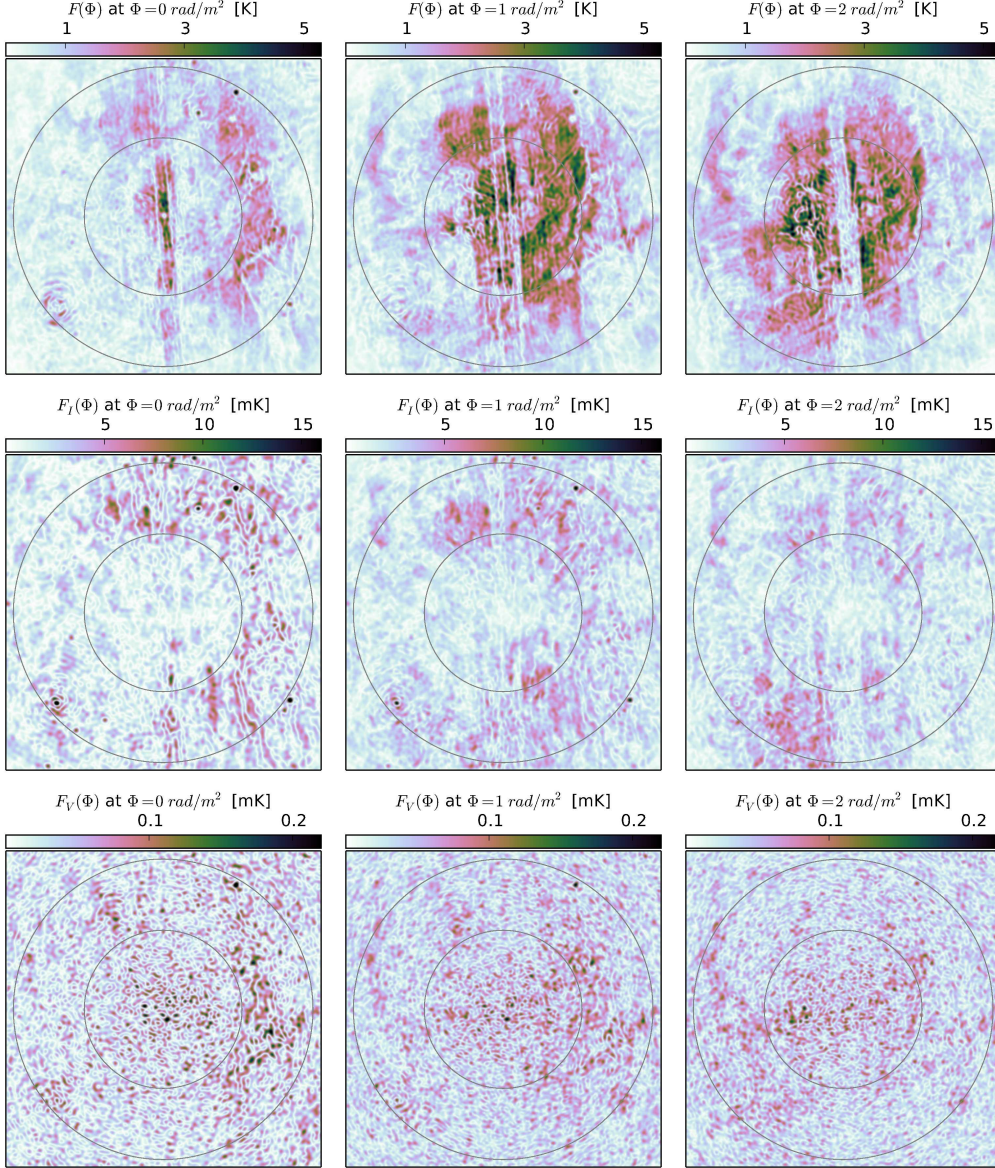 F(Φ) at Φ=0 rad/m² [K]
F(Φ) at Φ=1 rad/m² [K]
F(Φ) at Φ=2 rad/m² [K]
1 3 5
1 3 5
1 3 5
F_I(Φ) at Φ=0 rad/m² [mK]
F_I(Φ) at Φ=1 rad/m² [mK]
F_I(Φ) at Φ=2 rad/m² [mK]
5 10 15
5 10 15
5 10 15
F_V(Φ) at Φ=0 rad/m² [mK]
F_V(Φ) at Φ=1 rad/m² [mK]
F_V(Φ) at Φ=2 rad/m² [mK]
0.1 0.2
0.1 0.2
0.1 0.2